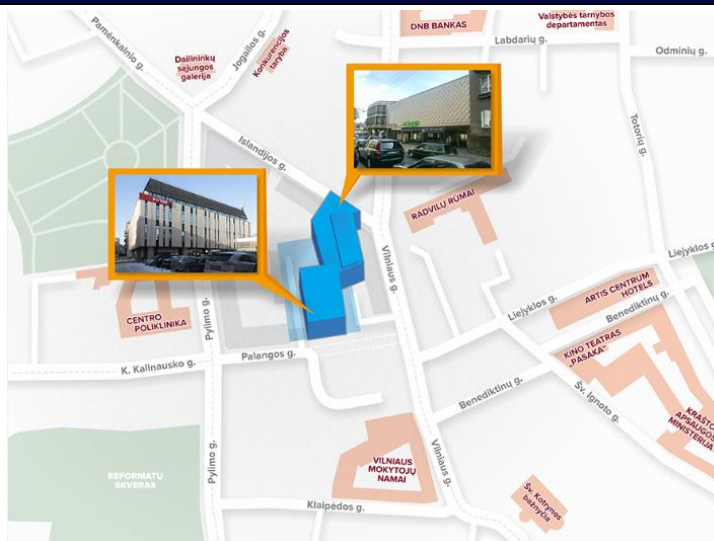 DNB BANKAS
Vaistybės tarnybos
departamentas
Labdarių g.
Odminių g.
Pamėnkainio g.
Jogailos g.
Konkurencijos
taryba
Dailininkų
sąjungos
galerija
Islandijos g.
Totorių g.
RADVILŲ RŪMAI
Vilniaus g.
Liejyklos g.
Liejyklos g.
ARTIS CENTRUM
HOTELS
Benediktinų g.
CENTRO
POLIKLINIKA
Pylimo g.
Palangos g.
K. Kalinausko g.
KINO TEATRAS
„PASAKA“
Benediktinų g.
Šv. Ignoto g.
KRAŠTO
APSAUGOS
MINISTERIJA
VILNIAUS
MOKYTOJŲ
NAMAI
Vilniaus g.
REFORMATŲ
SKVERAS
Pylimo g.
Klaipėdos g.
Šv. Kotrynos
bažnyčia